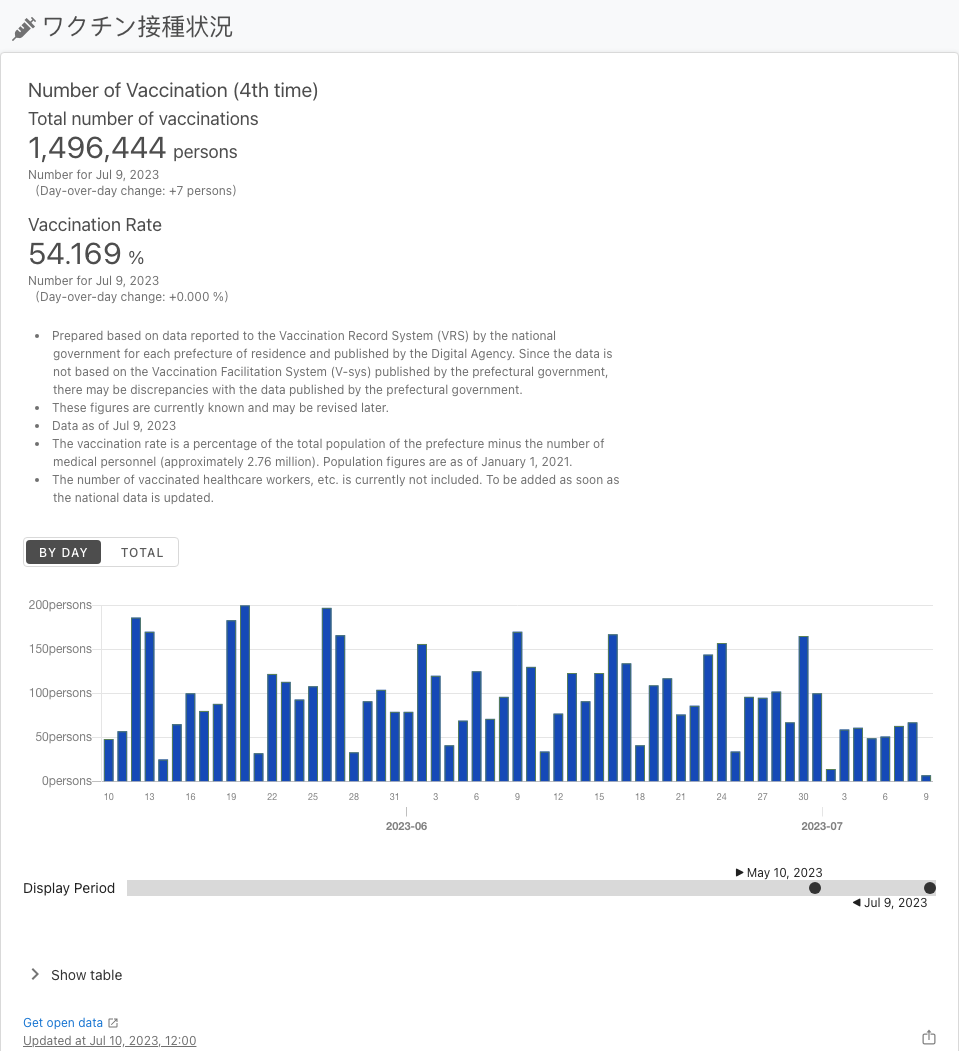 ワクチン接種状況
Number of Vaccination (4th time)
Total number of vaccinations
1,496,444 persons
Number for Jul 9, 2023
(Day-over-day change: +7 persons)
Vaccination Rate
54.169 %
Number for Jul 9, 2023
(Day-over-day change: +0.000 %)
• Prepared based on data reported to the Vaccination Record System (VRS) by the national
government for each prefecture of residence and published by the Digital Agency. Since the data is
not based on the Vaccination Facilitation System (V-sys) published by the prefectural government,
there may be discrepancies with the data published by the prefectural government.
• These figures are currently known and may be revised later.
• Data as of Jul 9, 2023
• The vaccination rate is a percentage of the total population of the prefecture minus the number of
medical personnel (approximately 2.76 million). Population figures are as of January 1, 2021.
• The number of vaccinated healthcare workers, etc. is currently not included. To be added as soon as
the national data is updated.
BY DAY TOTAL
200persons
150persons
100persons
50persons
0persons
10 13 16 19 22 25 28 31 3 6 9 12 15 18 21 24 27 30 3 6 9
2023-06 2023-07
May 10, 2023
Display Period
Jul 9, 2023
Show table
Get open data
Updated at Jul 10, 2023, 12:00